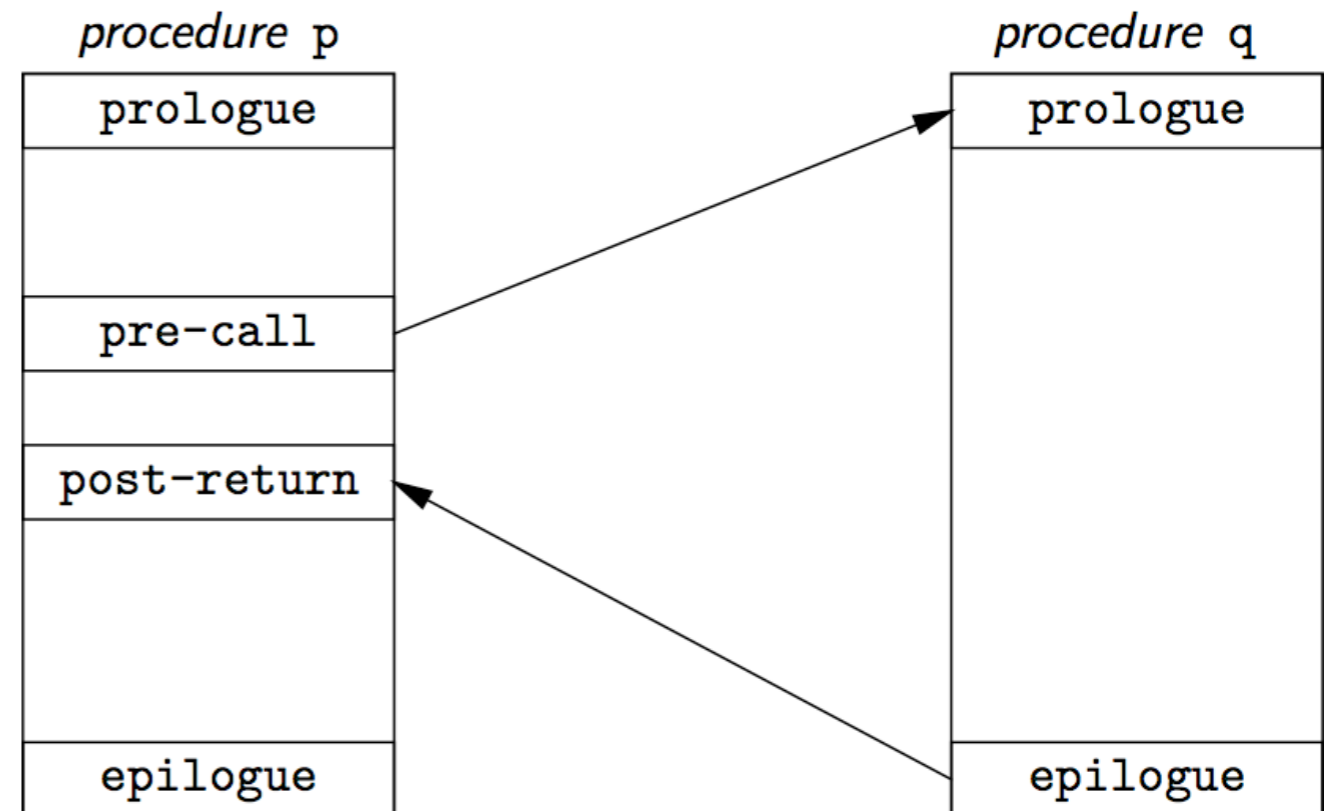 procedure p
prologue
pre-call
post-return
epilogue
procedure q
prologue
epilogue